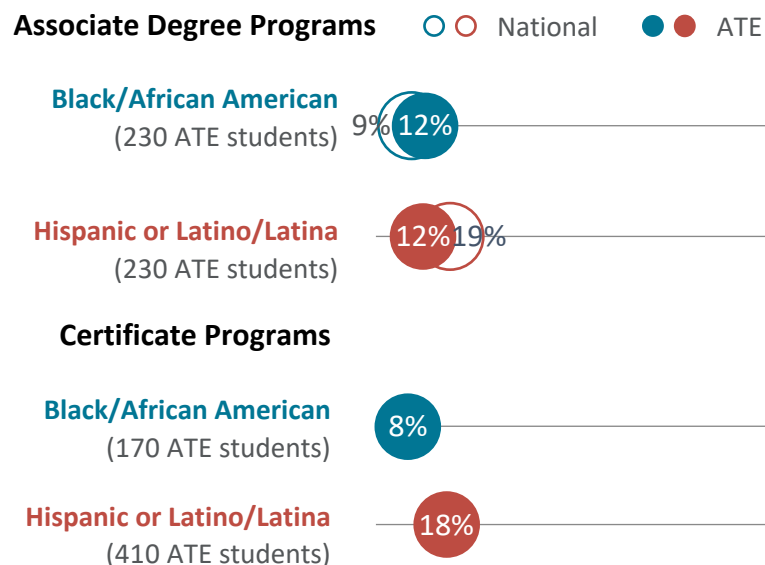 Associate Degree Programs National ATE
Black/African American
(230 ATE students)
9% 12%
Hispanic or Latino/Latina
(230 ATE students)
12% 19%
Certificate Programs
Black/African American
(170 ATE students)
8%
Hispanic or Latino/Latina
(410 ATE students)
18%